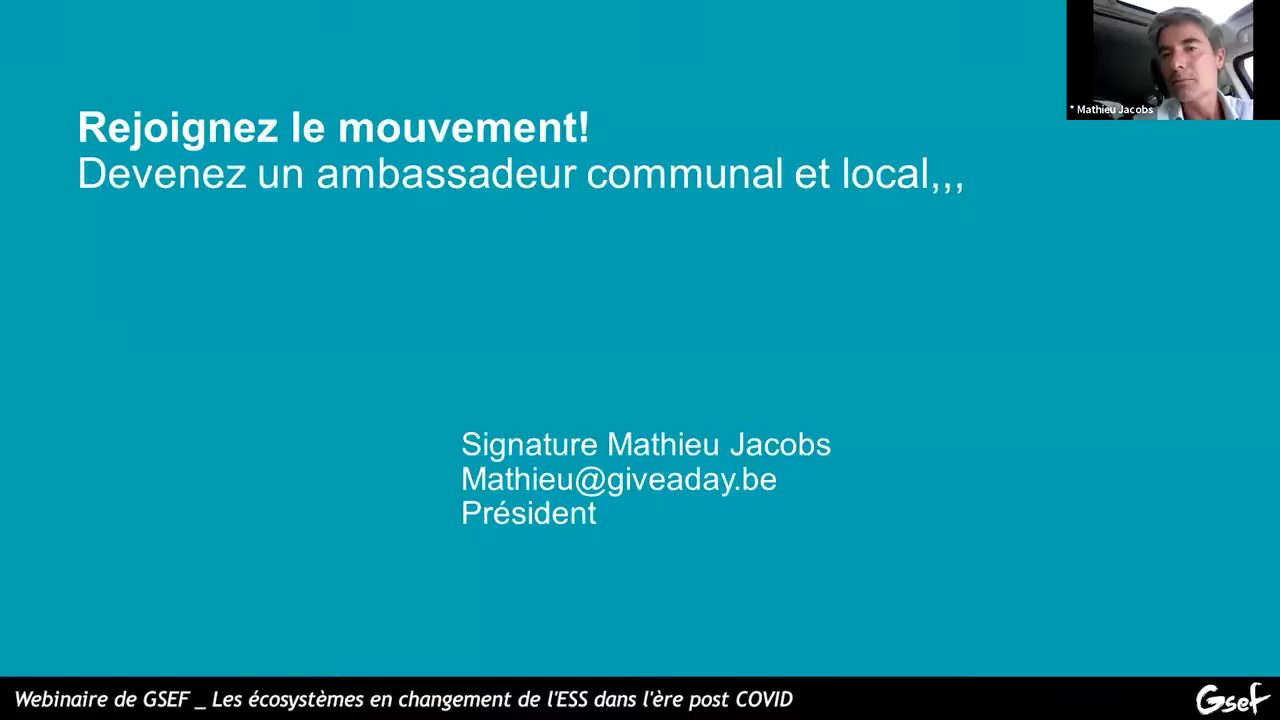 * Mathieu Jacobs
Rejoignez le mouvement!
Devenez un ambassadeur communal et local,,,
Signature Mathieu Jacobs
Mathieu@giveaday.be
Président
Webinaire de GSEF _ Les écosystèmes en changement de l'ESS dans l'ère post COVID
Gsef